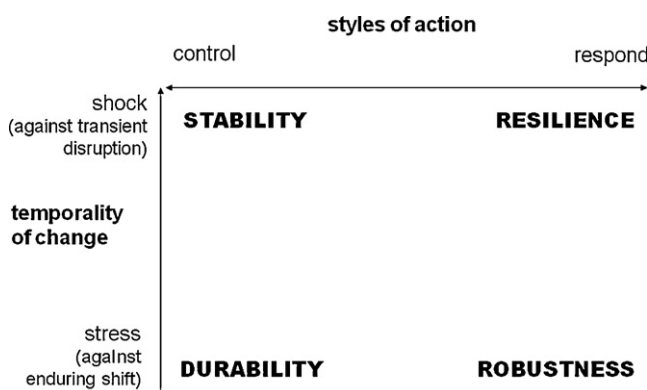 styles of action
control respond
shock
(against transient
disruption)
STABILITY RESILIENCE
temporality
of change
stress
(against
enduring shift)
DURABILITY ROBUSTNESS